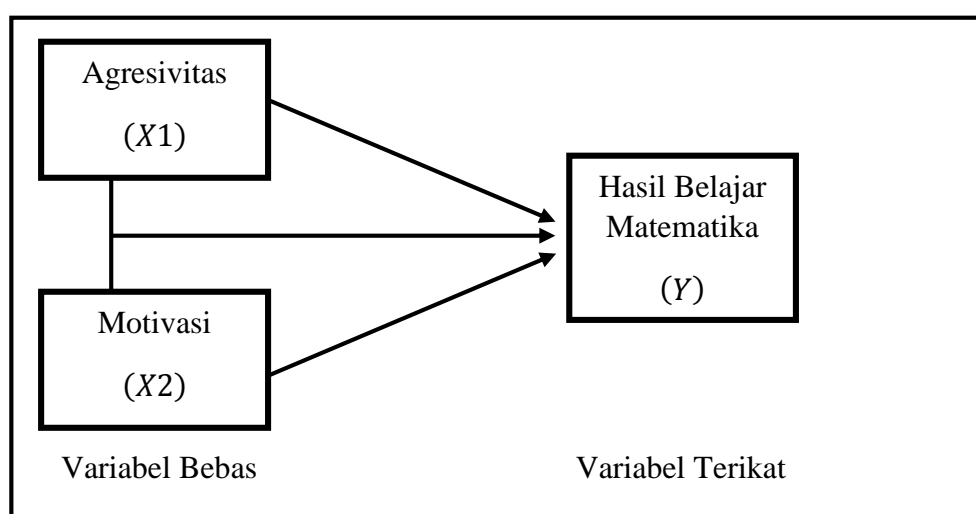 Agresivitas
(X1)
Hasil Belajar
Matematika
(Y)
Motivasi
(X2)
Variabel Bebas
Variabel Terikat